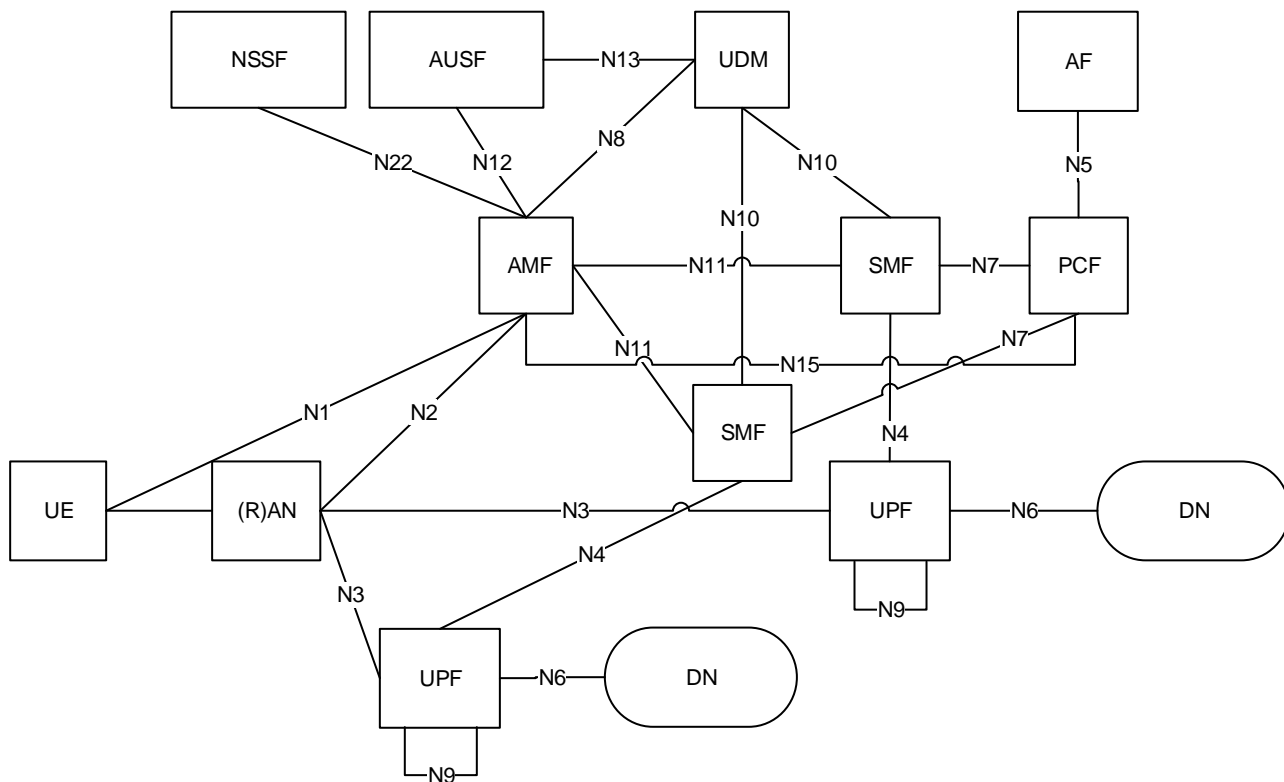 NSSF
AUSF
N13
UDM
AF
N22
N12
N8
N10
N5
N10
AMF
N11
SMF
N7
PCF
N11
N7
N15
N1
N2
SMF
N4
UE
(R)AN
N3
UPF
N6
DN
N4
N3
N9
UPF
N6
DN
N9